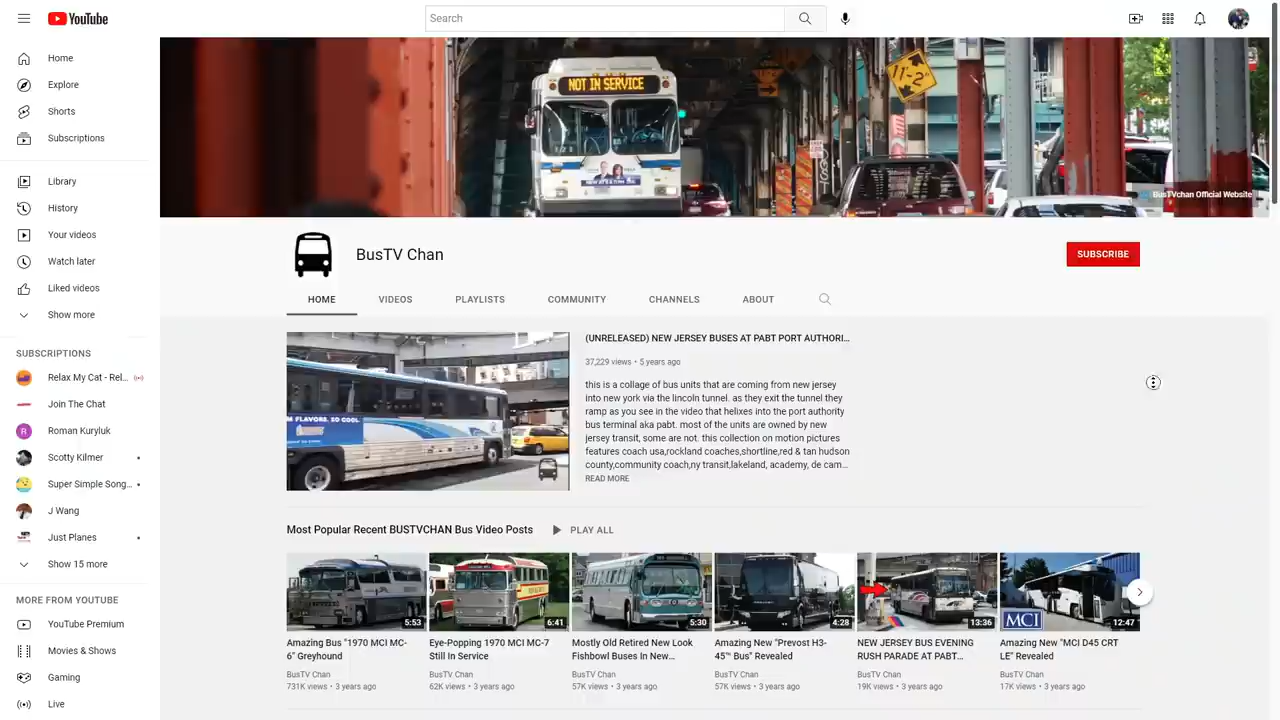 YouTube
Search
Home
Explore
Shorts
Subscriptions
Library
History
Your videos
Watch later
Liked videos
Show more
SUBSCRIPTIONS
Relax My Cat - Rel...
Join The Chat
Roman Kuryluk
Scotty Kilmer
Super Simple Song...
J Wang
Just Planes
Show 15 more
MORE FROM YOUTUBE
YouTube Premium
Movies & Shows
Gaming
Live
NOT IN SERVICE
11-2"
BusTVchan Official Website
BusTV Chan
SUBSCRIBE
HOME
VIDEOS
PLAYLISTS
COMMUNITY
CHANNELS
ABOUT
(UNRELEASED) NEW JERSEY BUSES AT PABT PORT AUTHORI...
37,229 views • 5 years ago
this is a collage of bus units that are coming from new jersey
into new york via the lincoln tunnel. as they exit the tunnel they
ramp as you see in the video that helixes into the port authority
bus terminal aka pabt. most of the units are owned by new
jersey transit, some are not. this collection on motion pictures
features coach usa,rockland coaches,shortline,red & tan hudson
county,community coach,ny transit,lakeland, academy, de cam...
READ MORE
FLAVORS. SO COOL.
Most Popular Recent BUSTVCHAN Bus Video Posts
PLAY ALL
5:53
Amazing Bus "1970 MCI MC-
6" Greyhound
BusTV Chan
731K views • 3 years ago
6:41
Eye-Popping 1970 MCI MC-7
Still In Service
BusTV Chan
62K views • 3 years ago
5:30
Mostly Old Retired New Look
Fishbowl Buses In New...
BusTV Chan
57K views • 3 years ago
4:28
Amazing New "Prevost H3-
45™ Bus" Revealed
BusTV Chan
57K views • 3 years ago
13:36
NEW JERSEY BUS EVENING
RUSH PARADE AT PABT...
BusTV Chan
19K views • 3 years ago
MCI
12:47
Amazing New "MCI D45 CRT
LE" Revealed
BusTV Chan
17K views • 3 years ago